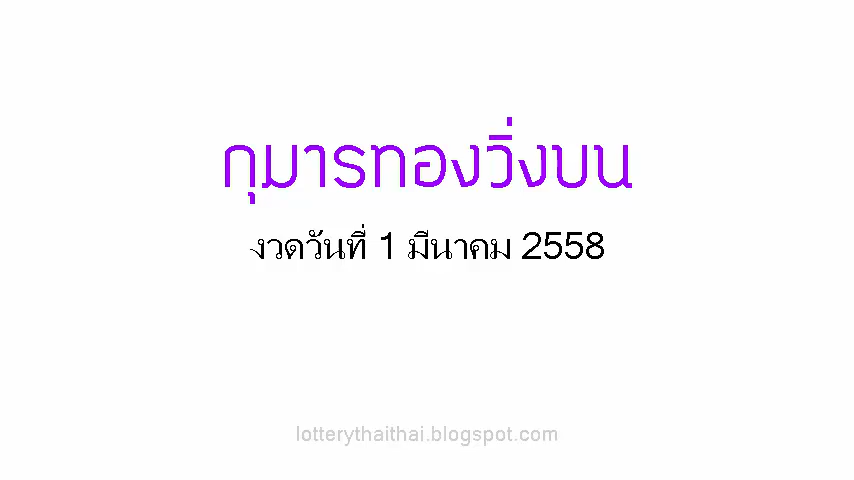 กุมารทองวิ่งบน
งวดวันที่ 1 มีนาคม 2558
lotterythaithai.blogspot.com